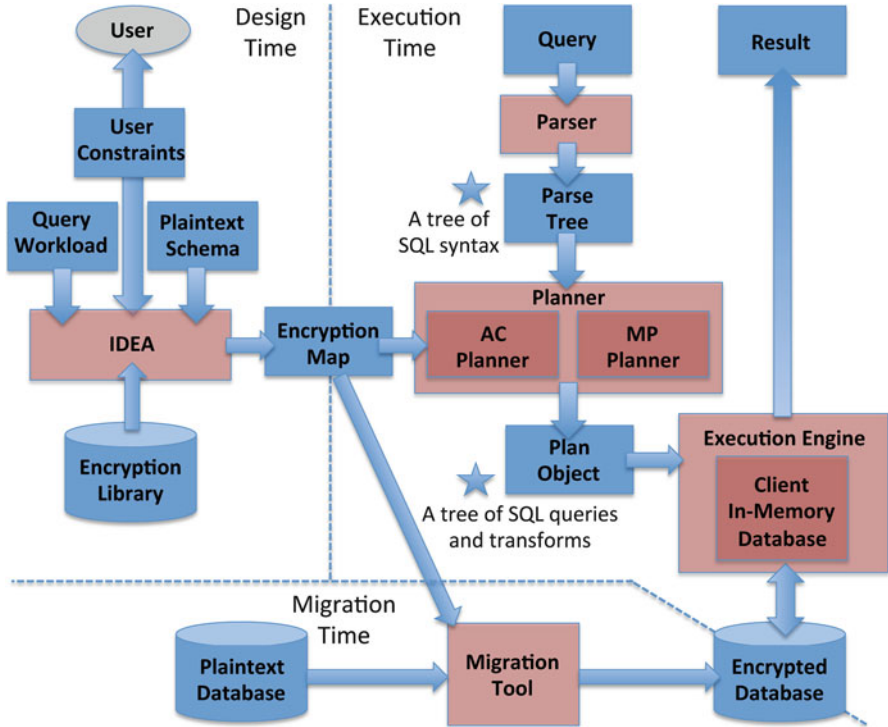 User
Design
Time
Execution
Time
Query
Result
User
Constraints
Parser
Query
Workload
Plaintext
Schema
A tree of
SQL syntax
Parse
Tree
IDEA
Encryption
Map
Planner
AC
Planner
MP
Planner
Encryption
Library
Plan
Object
A tree of SQL queries
and transforms
Execution Engine
Client
In-Memory
Database
Migration
Time
Plaintext
Database
Migration
Tool
Encrypted
Database